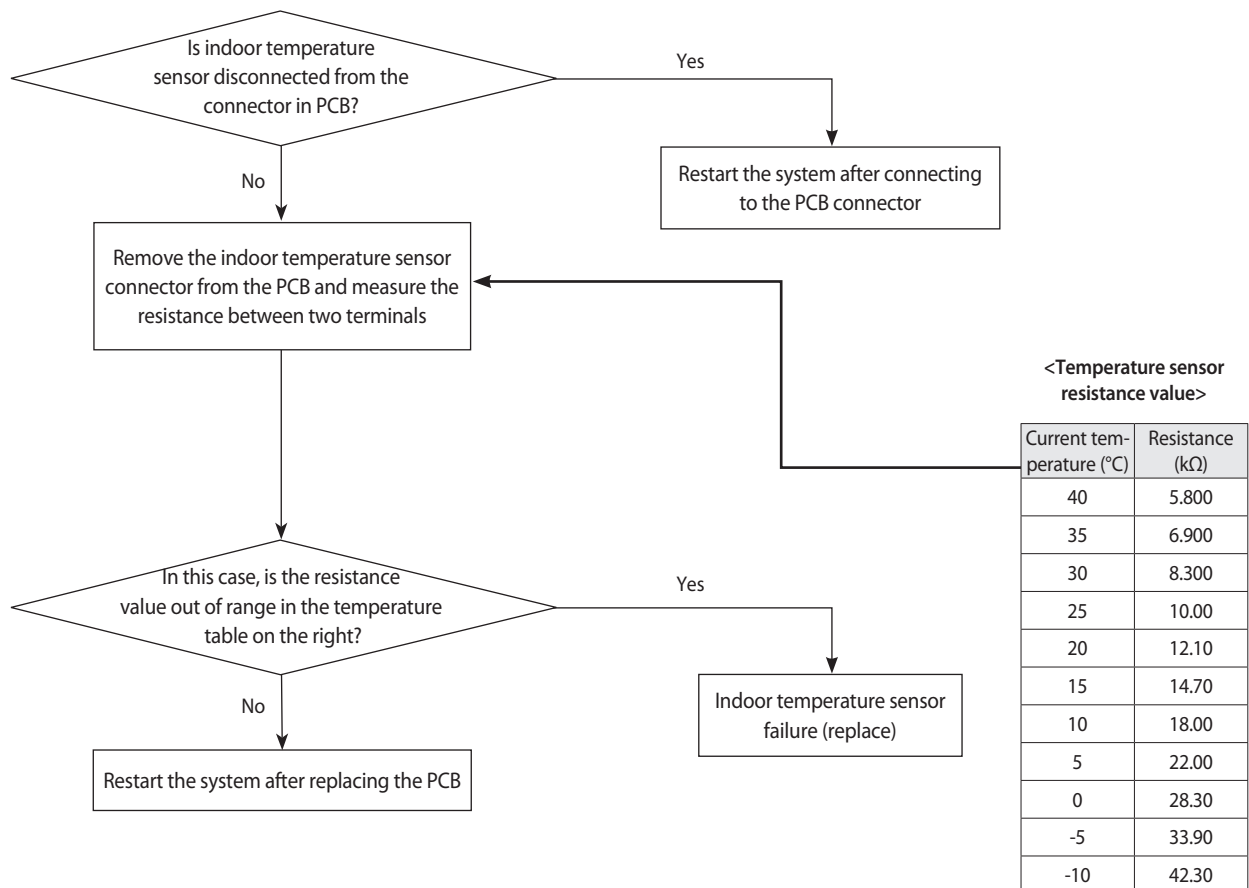 Is indoor temperature
sensor disconnected from the
connector in PCB?
Yes
Restart the system after connecting
to the PCB connector
No
Remove the indoor temperature sensor
connector from the PCB and measure the
resistance between two terminals
<Temperature sensor
resistance value>
Current tem- Resistance
perature (°C) (kΩ)
40 5.800
35 6.900
30 8.300
25 10.00
20 12.10
15 14.70
10 18.00
5 22.00
0 28.30
-5 33.90
-10 42.30
In this case, is the resistance
value out of range in the temperature
table on the right?
Yes
Indoor temperature sensor
failure (replace)
No
Restart the system after replacing the PCB